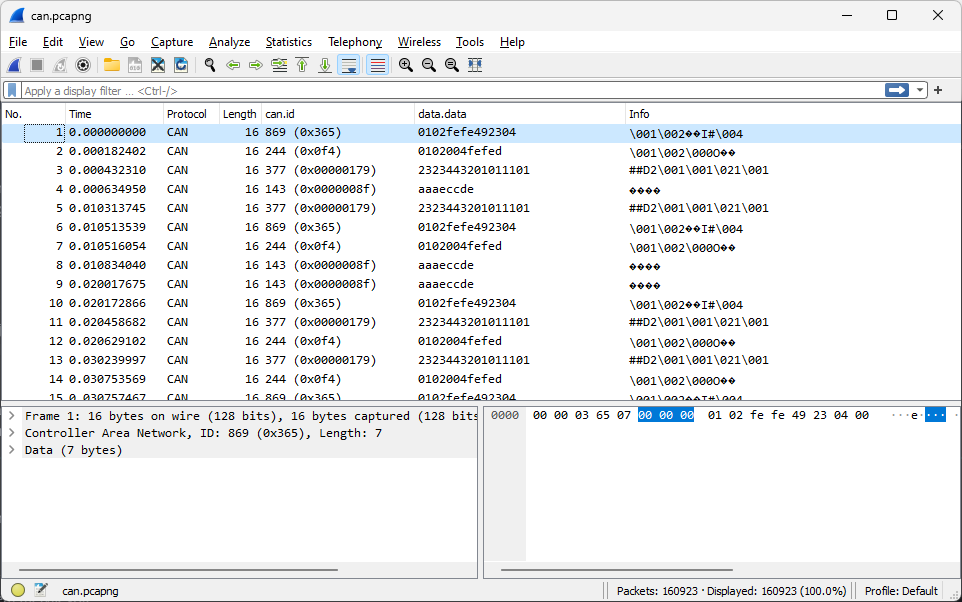 can.pcapng
File Edit View Go Capture Analyze Statistics Telephony Wireless Tools Help
Apply a display filter ... <Ctrl-/>
No. Time Protocol Length can.id data.data Info
1 0.000000000 CAN 16 869 (0x365) 0102fefe492304 \001\002��I#\004
2 0.000182402 CAN 16 244 (0x0f4) 0102004fefed \001\002\000O��
3 0.000432310 CAN 16 377 (0x00000179) 2323443201011101 ##D2\001\001\021\001
4 0.000634950 CAN 16 143 (0x0000008f) aaaeccde ����
5 0.010313745 CAN 16 377 (0x00000179) 2323443201011101 ##D2\001\001\021\001
6 0.010513539 CAN 16 869 (0x365) 0102fefe492304 \001\002��I#\004
7 0.010516054 CAN 16 244 (0x0f4) 0102004fefed \001\002\000O��
8 0.010834040 CAN 16 143 (0x0000008f) aaaeccde ����
9 0.020017675 CAN 16 143 (0x0000008f) aaaeccde ����
10 0.020172866 CAN 16 869 (0x365) 0102fefe492304 \001\002��I#\004
11 0.020458682 CAN 16 377 (0x00000179) 2323443201011101 ##D2\001\001\021\001
12 0.020629102 CAN 16 244 (0x0f4) 0102004fefed \001\002\000O��
13 0.030239997 CAN 16 377 (0x00000179) 2323443201011101 ##D2\001\001\021\001
14 0.030753569 CAN 16 244 (0x0f4) 0102004fefed \001\002\000O��
15 0.030757467 CAN 16 869 (0x365) 0102fefe492304 \001\002��I#\004
Frame 1: 16 bytes on wire (128 bits), 16 bytes captured (128 bits
Controller Area Network, ID: 869 (0x365), Length: 7
Data (7 bytes)
0000 00 00 03 65 07 00 00 00 01 02 fe fe 49 23 04 00 ···e···· ·
can.pcapng Packets: 160923 · Displayed: 160923 (100.0%) Profile: Default